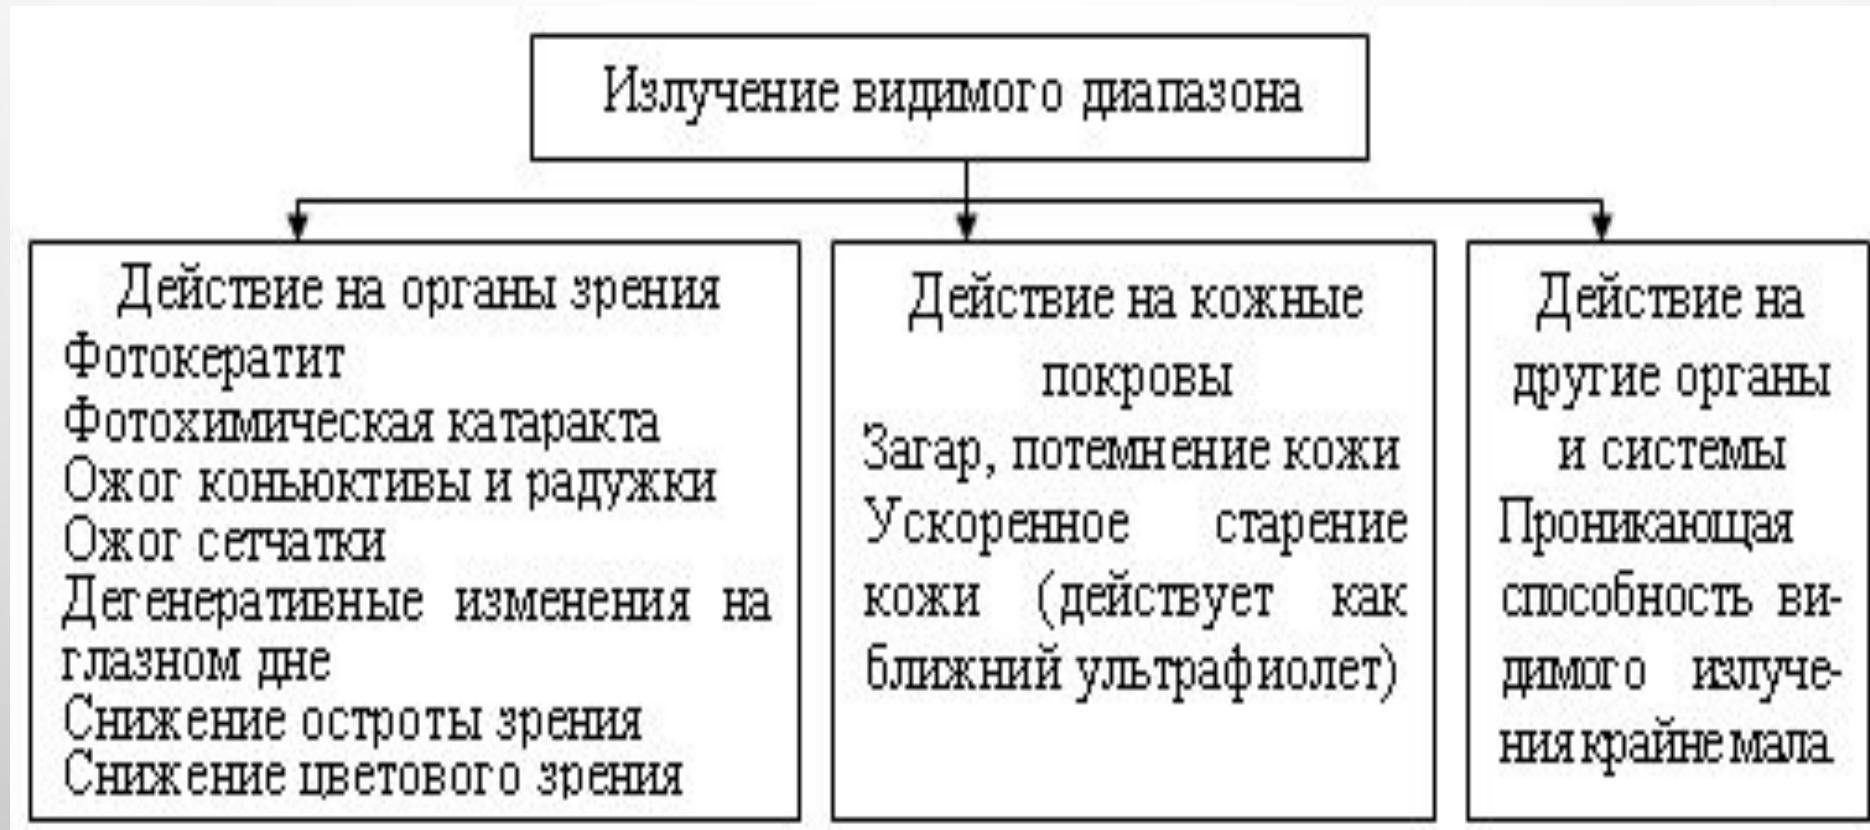 Излучение видимого диапазона
Действие на органы зрения
Фотокератит
Фотохимическая катаракта
Ожог коньюктивы и радужки
Ожог сетчатки
Дегенеративные изменения на
глазном дне
Снижение остроты зрения
Снижение цветового зрения
Действие на кожные
покровы
Загар, потемнение кожи
Ускоренное старение
кожи (действует как
ближний ультрафиолет)
Действие на
другие органы
и системы
Проникающая
способность ви-
димого излуче-
ния крайне мала